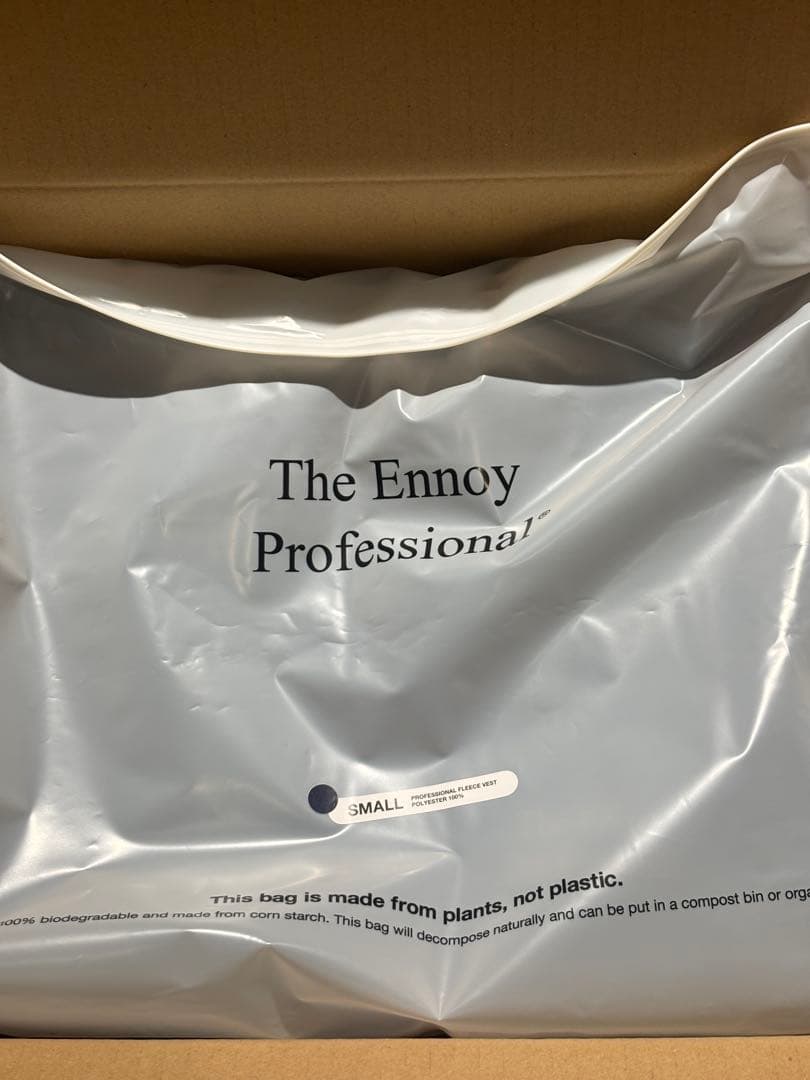 The Ennoy
Professional®
SMALL
PROFESSIONAL FLEECE VEST
POLYESTER 100%
This bag is made from plants, not plastic.
100% biodegradable and made from corn starch. This bag will decompose naturally and can be put in a compost bin or